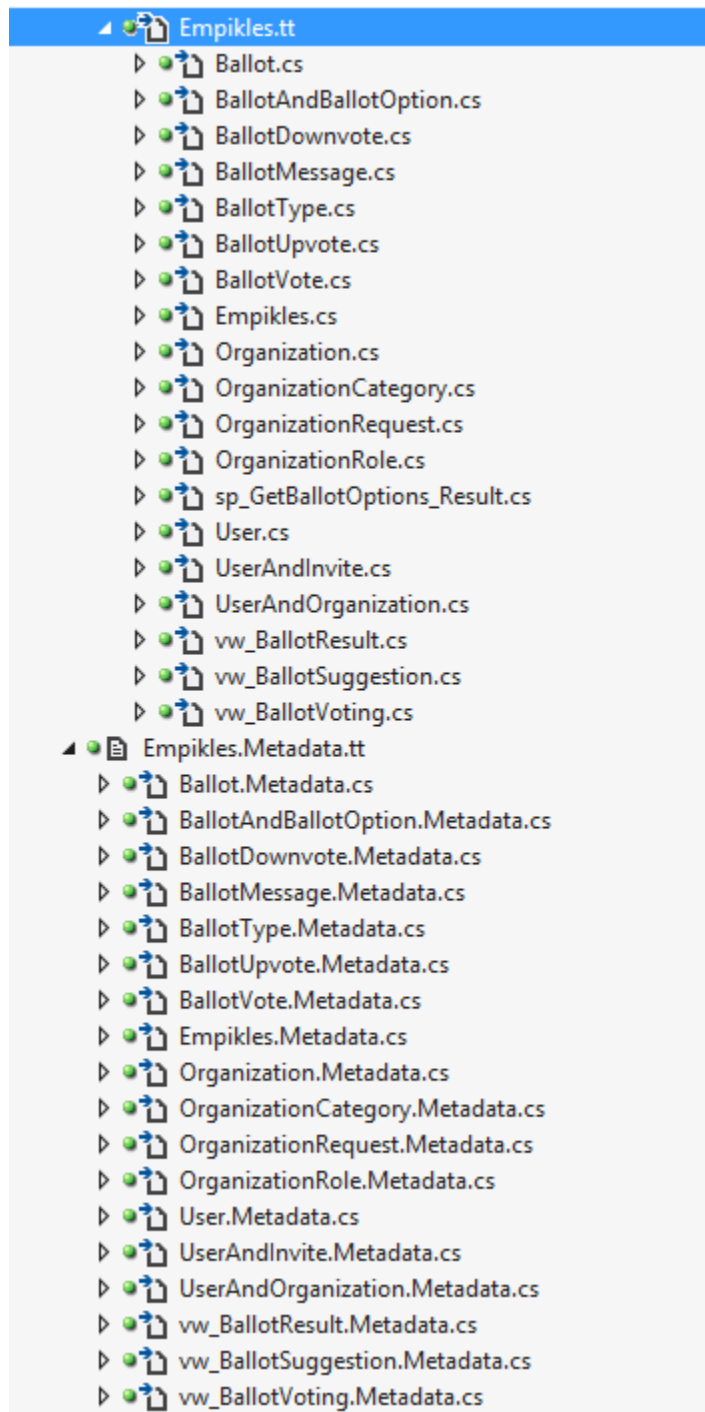 Empikles.tt
Ballot.cs
BallotAndBallotOption.cs
BallotDownvote.cs
BallotMessage.cs
BallotType.cs
BallotUpvote.cs
BallotVote.cs
Empikles.cs
Organization.cs
OrganizationCategory.cs
OrganizationRequest.cs
OrganizationRole.cs
sp_GetBallotOptions_Result.cs
User.cs
UserAndInvite.cs
UserAndOrganization.cs
vw_BallotResult.cs
vw_BallotSuggestion.cs
vw_BallotVoting.cs
Empikles.Metadata.tt
Ballot.Metadata.cs
BallotAndBallotOption.Metadata.cs
BallotDownvote.Metadata.cs
BallotMessage.Metadata.cs
BallotType.Metadata.cs
BallotUpvote.Metadata.cs
BallotVote.Metadata.cs
Empikles.Metadata.cs
Organization.Metadata.cs
OrganizationCategory.Metadata.cs
OrganizationRequest.Metadata.cs
OrganizationRole.Metadata.cs
User.Metadata.cs
UserAndInvite.Metadata.cs
UserAndOrganization.Metadata.cs
vw_BallotResult.Metadata.cs
vw_BallotSuggestion.Metadata.cs
vw_BallotVoting.Metadata.cs